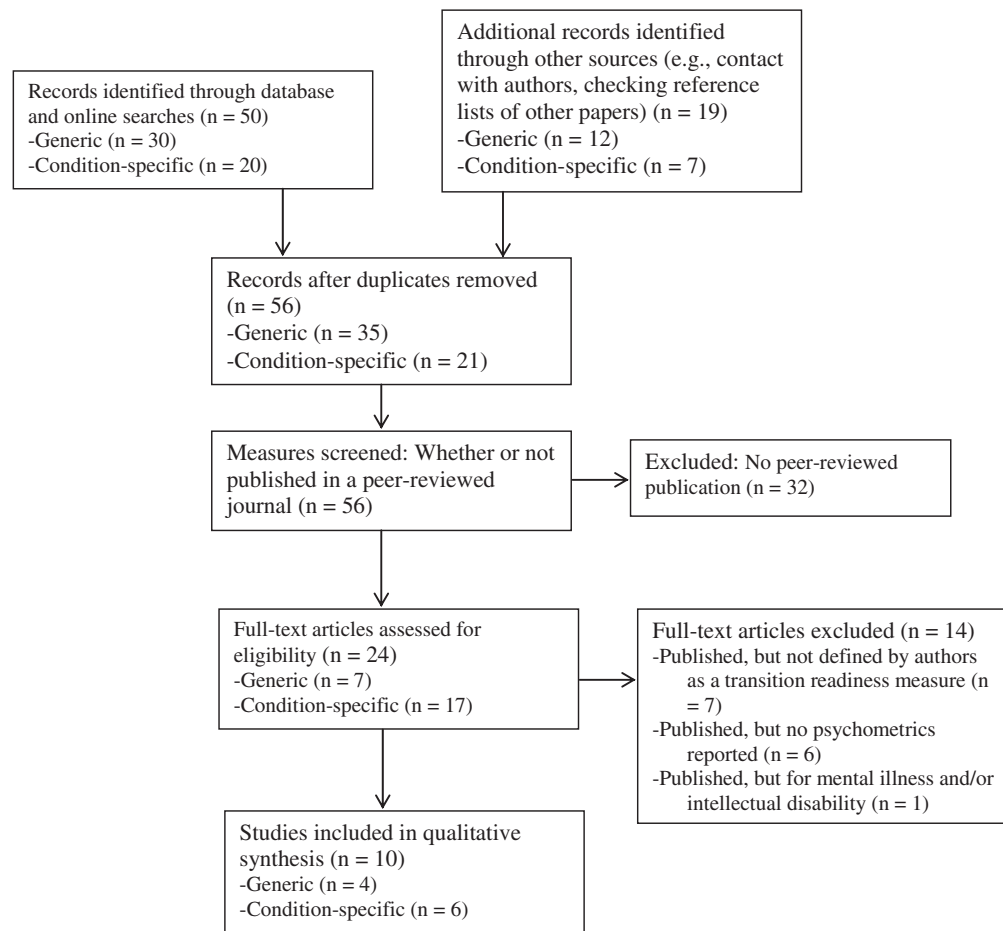 Records identified through database
and online searches (n = 50)
-Generic (n = 30)
-Condition-specific (n = 20)
Additional records identified
through other sources (e.g., contact
with authors, checking reference
lists of other papers) (n = 19)
-Generic (n = 12)
-Condition-specific (n = 7)
Records after duplicates removed
(n = 56)
-Generic (n = 35)
-Condition-specific (n = 21)
Measures screened: Whether or not
published in a peer-reviewed
journal (n = 56)
Excluded: No peer-reviewed
publication (n = 32)
Full-text articles assessed for
eligibility (n = 24)
-Generic (n = 7)
-Condition-specific (n = 17)
Full-text articles excluded (n = 14)
-Published, but not defined by authors
as a transition readiness measure (n
= 7)
-Published, but no psychometrics
reported (n = 6)
-Published, but for mental illness and/or
intellectual disability (n = 1)
Studies included in qualitative
synthesis (n = 10)
-Generic (n = 4)
-Condition-specific (n = 6)